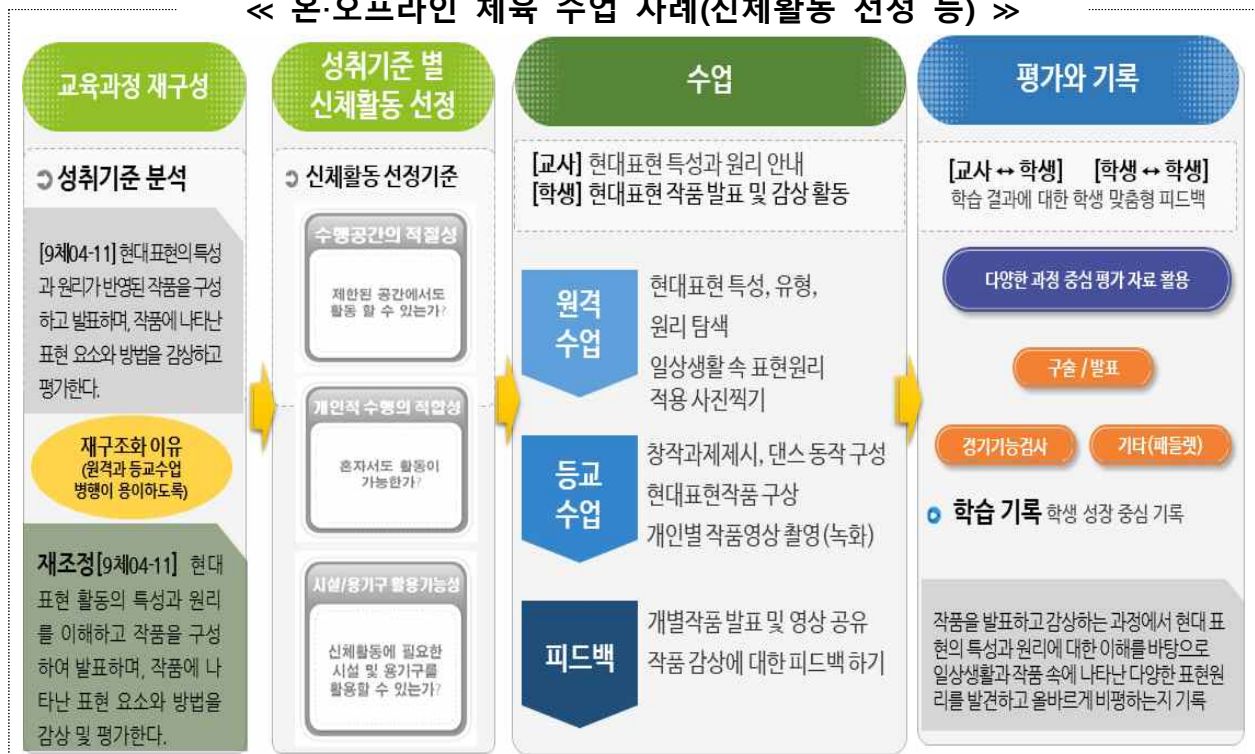 ≪ 온·오프라인 체육 수업 사례(신체활동 선정 등) ≫
교육과정 재구성
성취기준 분석
[9체04-11] 현대 표현의 특성
과 원리가 반영된 작품을 구성
하고 발표하며, 작품에 나타난
표현 요소와 방법을 감상하고
평가한다.
재구조화 이유
(원격과 등교수업
병행이 용이하도록)
재조정[9체04-11] 현대
표현 활동의 특성과 원리
를 이해하고 작품을 구성
하여 발표하며, 작품에 나
타난 표현 요소와 방법을
감상 및 평가한다.
성취기준 별
신체활동 선정
신체활동 선정기준
수행공간의 적절성
제한된 공간에서도
활동 할 수 있는가?
개인적 수행의 적합성
혼자서도 활동이
가능한가?
시설/용기구 활용가능성
신체활동에 필요한
시설 및 용기구를
활용할 수 있는가?
수업
[교사] 현대표현 특성과 원리 안내
[학생] 현대표현 작품 발표 및 감상 활동
원격
수업
현대표현 특성, 유형,
원리 탐색
일상생활 속 표현원리
적용 사진찍기
등교
수업
창작과제제시, 댄스 동작 구성
현대표현작품 구상
개인별 작품영상 촬영(녹화)
피드백
개별작품 발표 및 영상 공유
작품 감상에 대한 피드백 하기
평가와 기록
[교사↔학생] [학생↔학생]
학습 결과에 대한 학생 맞춤형 피드백
다양한 과정 중심 평가 자료 활용
구술 / 발표
경기기능검사
기타(패들렛)
학습 기록 학생 성장 중심 기록
작품을 발표하고 감상하는 과정에서 현대 표
현의 특성과 원리에 대한 이해를 바탕으로
일상생활과 작품 속에 나타난 다양한 표현원
리를 발견하고 올바르게 비평하는지 기록